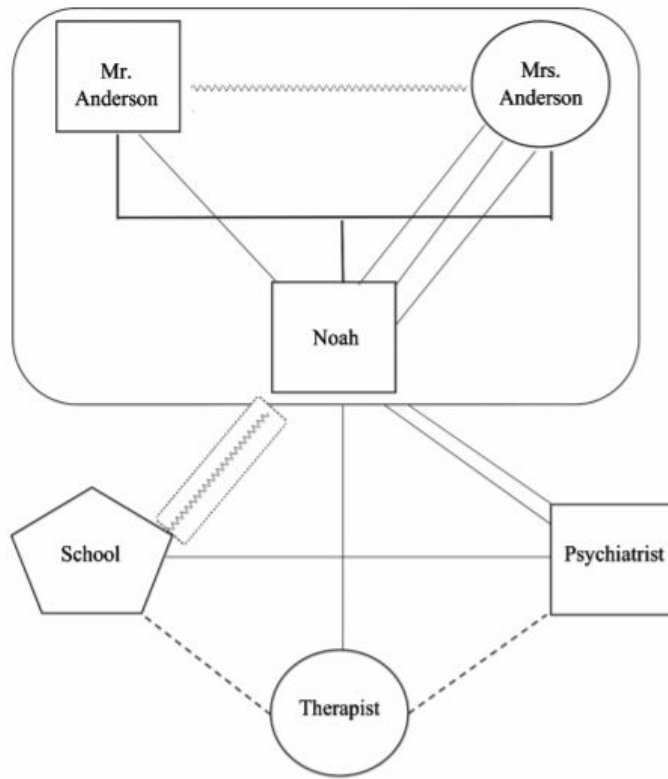 Mr.
Anderson
Mrs.
Anderson
Noah
School
Psychiatrist
Therapist